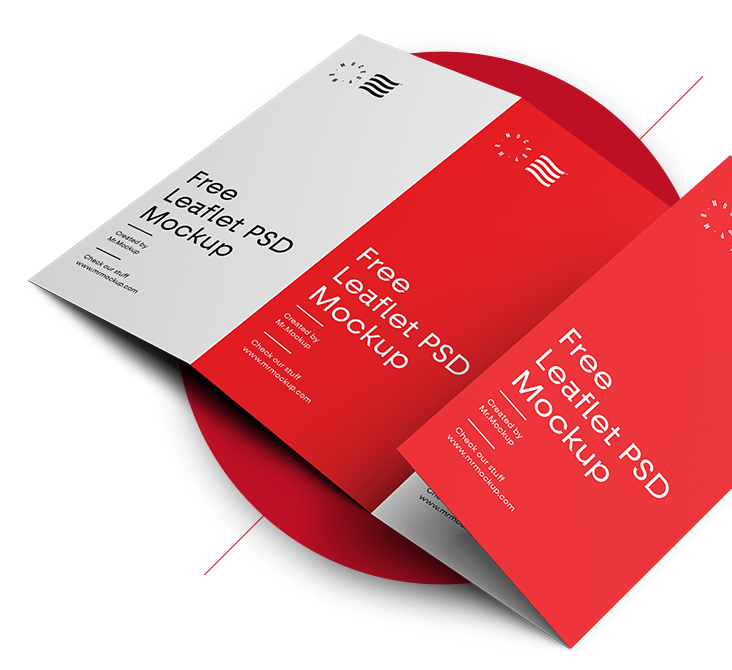 Free
Leaflet PSD
Mockup
Created by
Mr.Mockup
Check our stuff
www.mrmockup.com
Free
Leaflet PSD
Mockup
Created by
Mr.Mockup
Check our stuff
www.mrmockup.com
Free
Leaflet PSD
Mockup
Created by
Mr.Mockup
Check our stuff
www.mrmockup.com